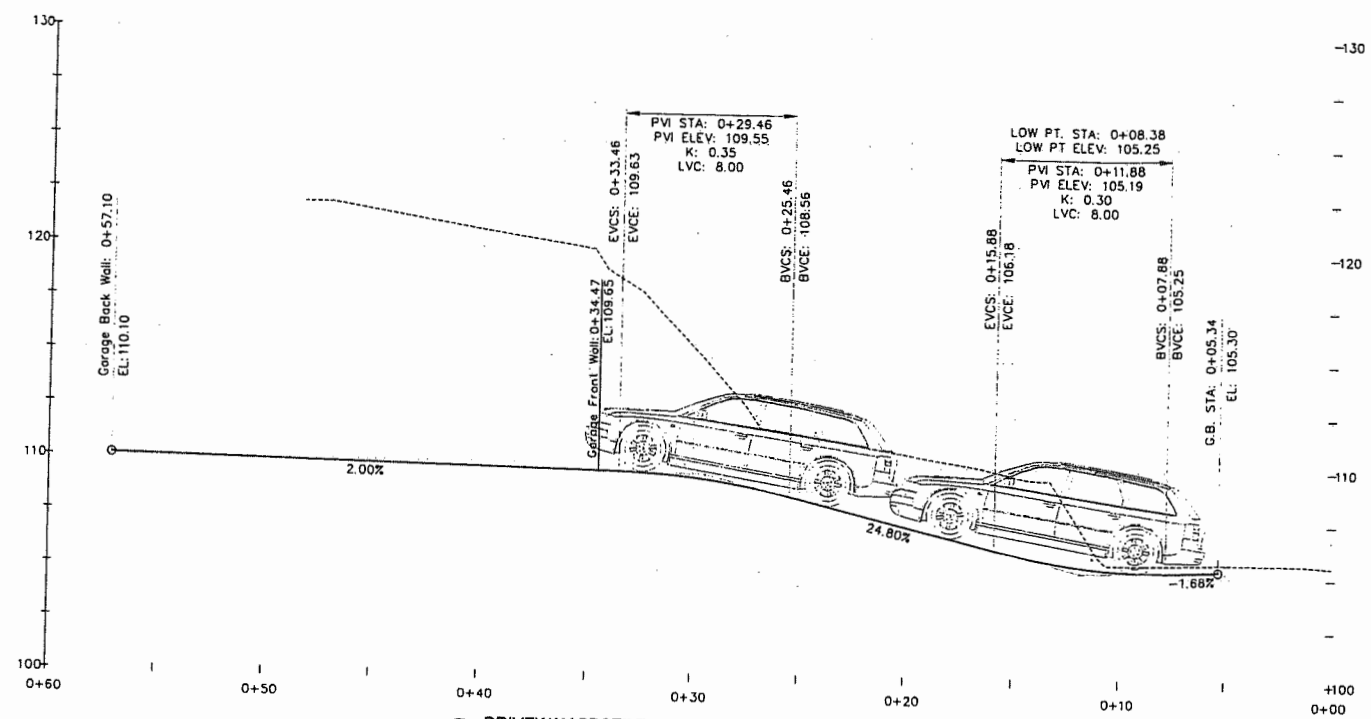 130
-130
PVI STA: 0+29.46
PVI ELEV: 109.55
K: 0.35
LVC: 8.00
LOW PT. STA: 0+08.38
LOW PT ELEV: 105.25
PVI STA: 0+11.88
PVI ELEV: 105.19
K: 0.30
LVC: 8.00
Garage Back Wall: 0+57.10
EL: 110.10
120
-120
Garage Front Wall: 0+34.47
EL: 109.65
EVCS: 0+33.46
EVCE: 109.63
BVCS: 0+25.46
BVCE: 108.56
EVCS: 0+15.88
EVCE: 106.18
BVCS: 0+07.88
BVCE: 105.25
G.B. STA: 0+05.34
EL: 105.30
110
-110
2.00%
24.80%
-1.68%
100
+100
0+60
0+50
0+40
0+30
0+20
0+10
0+00